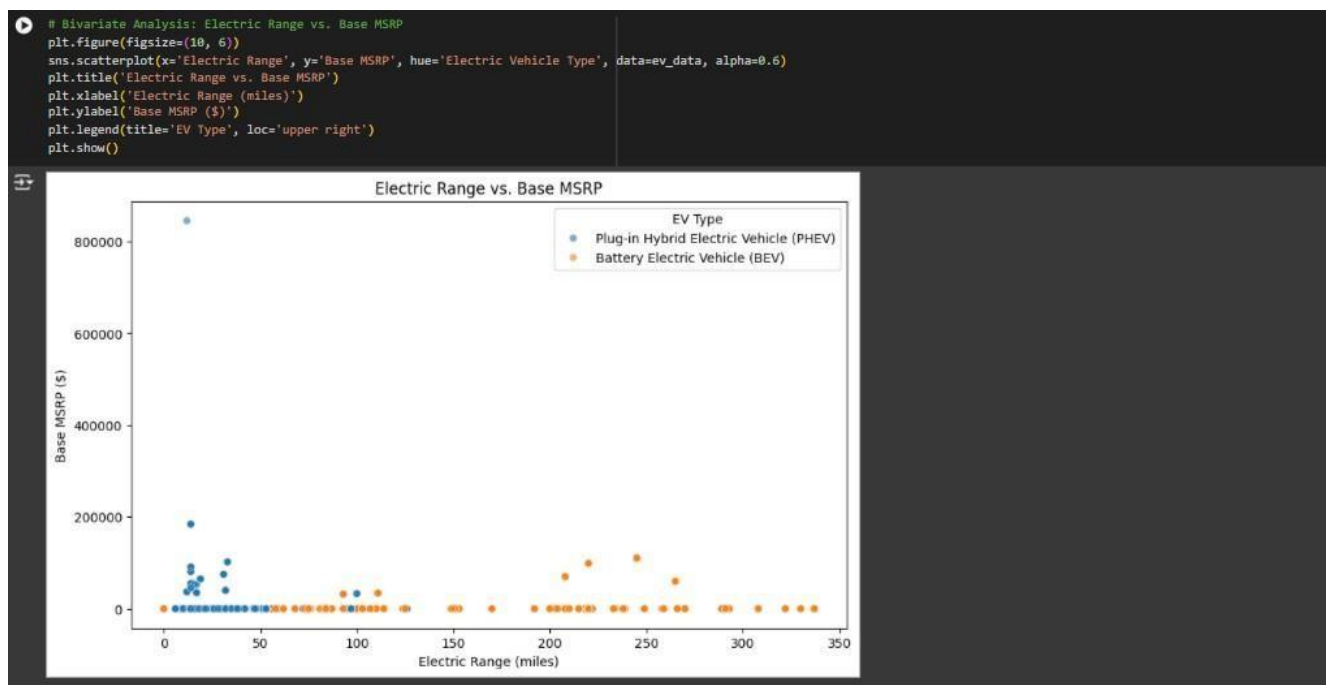 # Bivariate Analysis: Electric Range vs. Base MSRP
plt.figure(figsize=(10, 6))
sns.scatterplot(x='Electric Range', y='Base MSRP', hue='Electric Vehicle Type', data=ev_data, alpha=0.6)
plt.title('Electric Range vs. Base MSRP')
plt.xlabel('Electric Range (miles)')
plt.ylabel('Base MSRP ($)')
plt.legend(title='EV Type', loc='upper right')
plt.show()
Electric Range vs. Base MSRP
EV Type
Plug-in Hybrid Electric Vehicle (PHEV)
Battery Electric Vehicle (BEV)
800000
600000
400000
200000
0
Base MSRP ($)
0 50 100 150 200 250 300 350
Electric Range (miles)